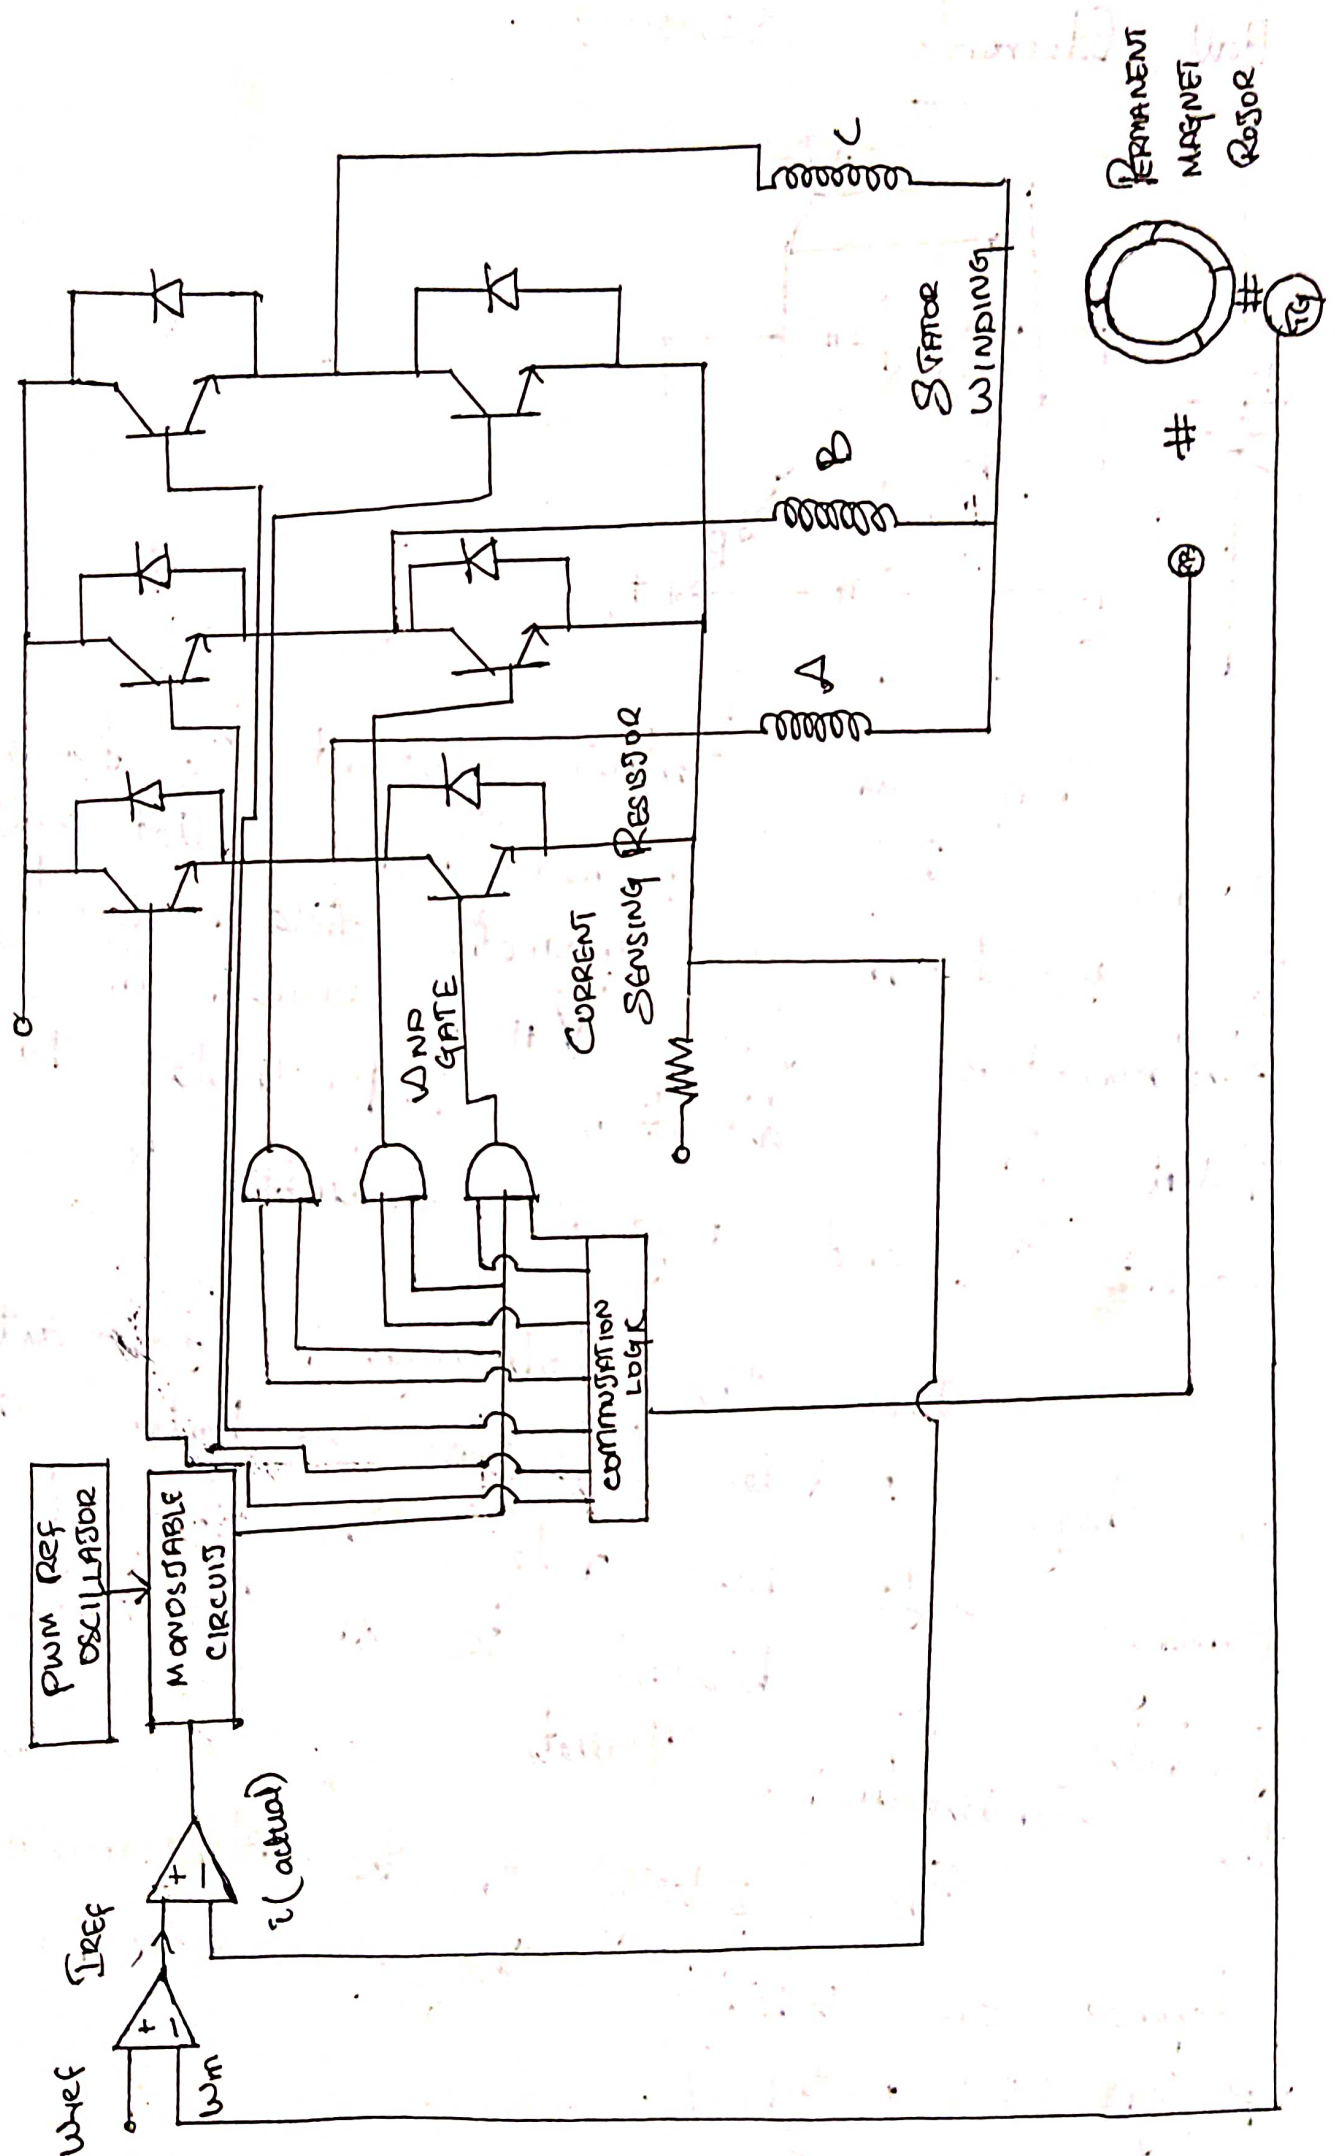 PERMANENT
MAGNET
ROTOR
C
STATOR
WINDING
B
TG
A
CURRENT
SENSING RESISTOR
AND
GATE
COMMUTATION
LOGIC
PWM Ref
OSCILLATOR
MONOSTABLE
CIRCUIT
+
−
i (actual)
IREF
+
−
Wref
Wm